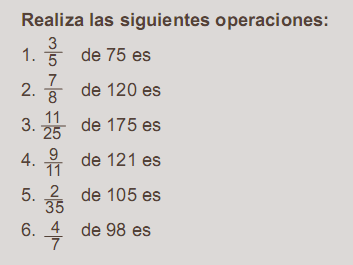 Realiza las siguientes operaciones:
1. 3/5 de 75 es
2. 7/8 de 120 es
3. 11/25 de 175 es
4. 9/11 de 121 es
5. 2/35 de 105 es
6. 4/7 de 98 es